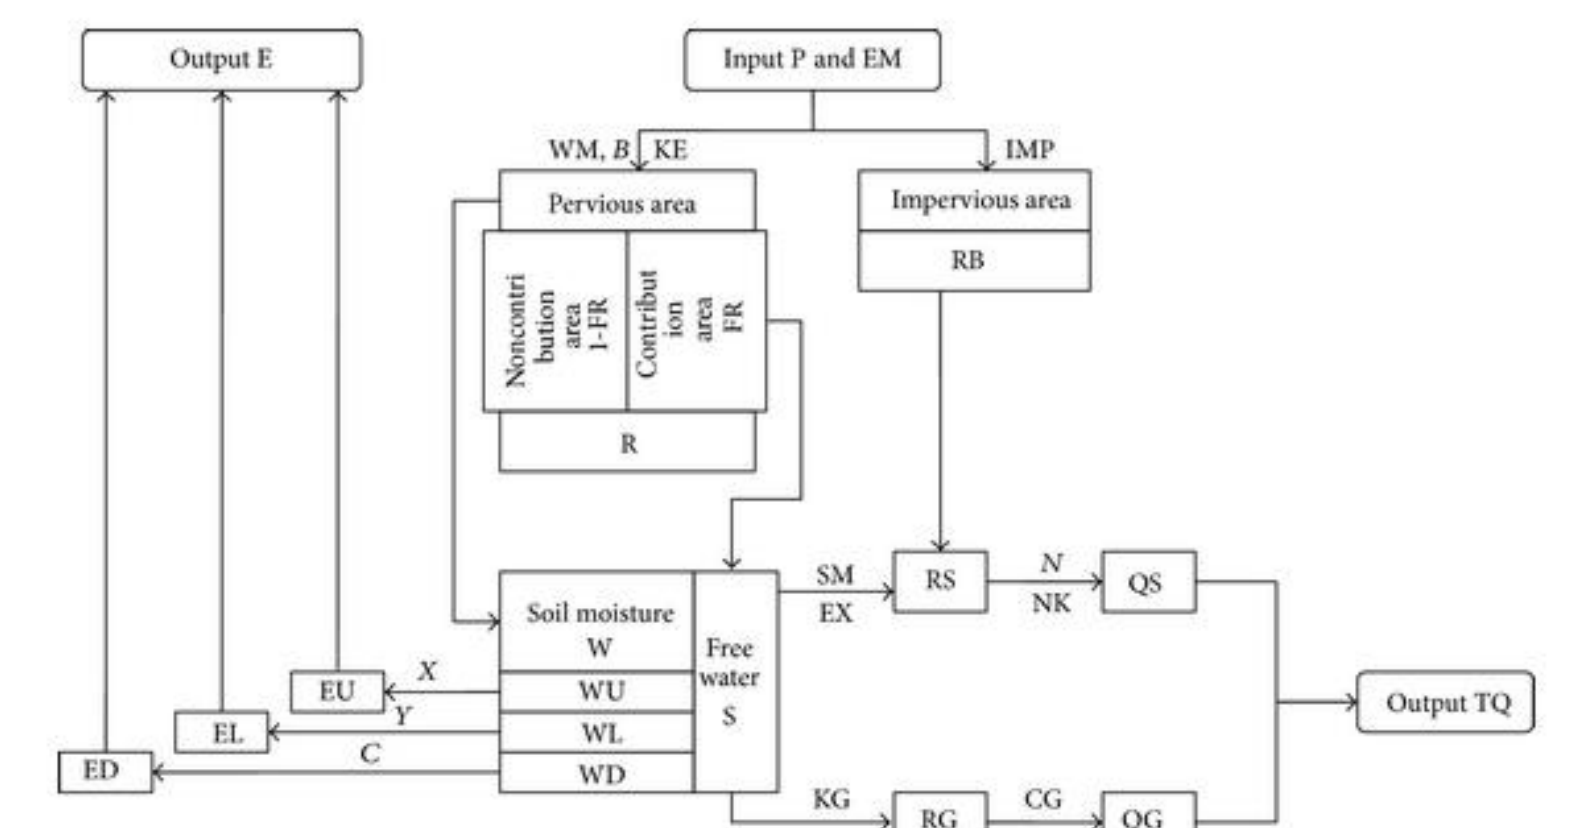 Output E
Input P and EM
WM, B KE
IMP
Pervious area
Impervious area
RB
Noncontri
bution
area
1-FR
Contribut
ion
area
FR
R
Soil moisture
W
Free
water
S
SM
EX
RS
N
NK
QS
WU
WL
WD
X
EU
Y
EL
C
ED
Output TQ
KG
RG
CG
QG